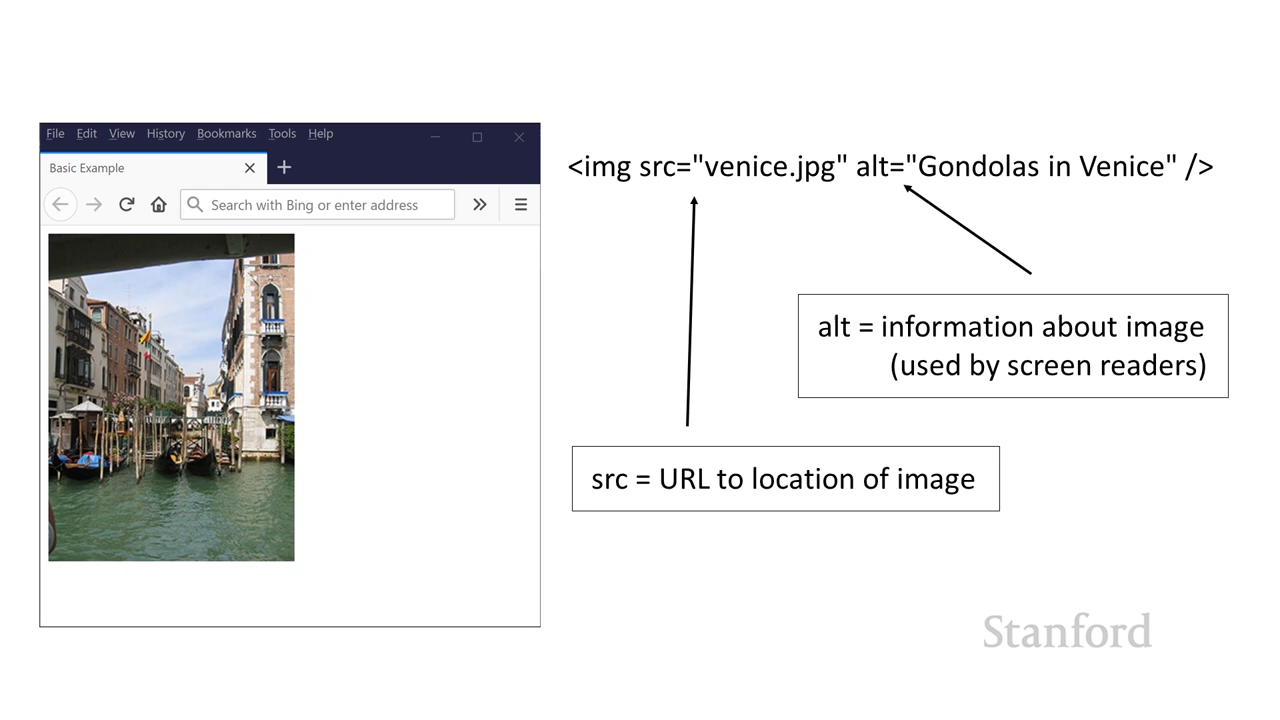 File Edit View History Bookmarks Tools Help
Basic Example
Search with Bing or enter address
<img src="venice.jpg" alt="Gondolas in Venice" />
alt = information about image
(used by screen readers)
src = URL to location of image
Stanford